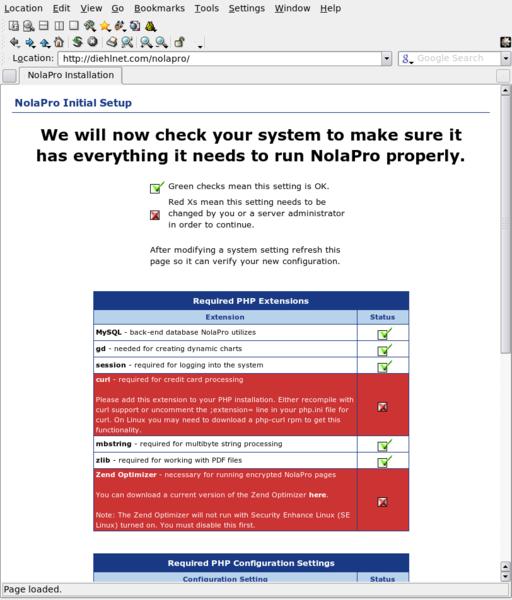 Location Edit View Go Bookmarks Tools Settings Window Help
Location: http://diehlnet.com/nolapro/
Google Search
NolaPro Installation
NolaPro Initial Setup
We will now check your system to make sure it
has everything it needs to run NolaPro properly.
Green checks mean this setting is OK.
Red Xs mean this setting needs to be
changed by you or a server administrator
in order to continue.
After modifying a system setting refresh this
page so it can verify your new configuration.
Required PHP Extensions
Extension Status
MySQL - back-end database NolaPro utilizes
gd - needed for creating dynamic charts
session - required for logging into the system
curl - required for credit card processing
Please add this extension to your PHP installation. Either recompile with
curl support or uncomment the ;extension= line in your php.ini file for
curl. On Linux you may need to download a php-curl rpm to get this
functionality.
mbstring - required for multibyte string processing
zlib - required for working with PDF files
Zend Optimizer - necessary for running encrypted NolaPro pages
You can download a current version of the Zend Optimizer here.
Note: The Zend Optimizer will not run with Security Enhance Linux (SE
Linux) turned on. You must disable this first.
Required PHP Configuration Settings
Configuration Setting Status
Page loaded.